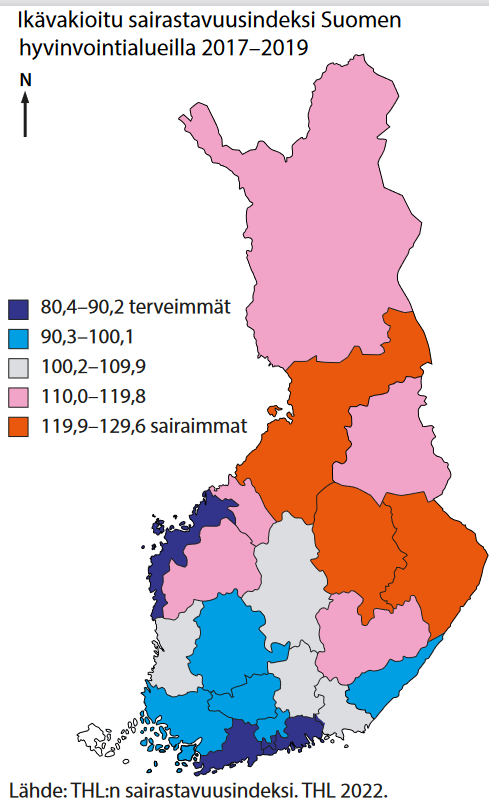 Ikävakioitu sairastavuusindeksi Suomen
hyvinvointialueilla 2017–2019
N
80,4–90,2 terveimmät
90,3–100,1
100,2–109,9
110,0–119,8
119,9–129,6 sairaimmat
Lähde: THL:n sairastavuusindeksi. THL 2022.